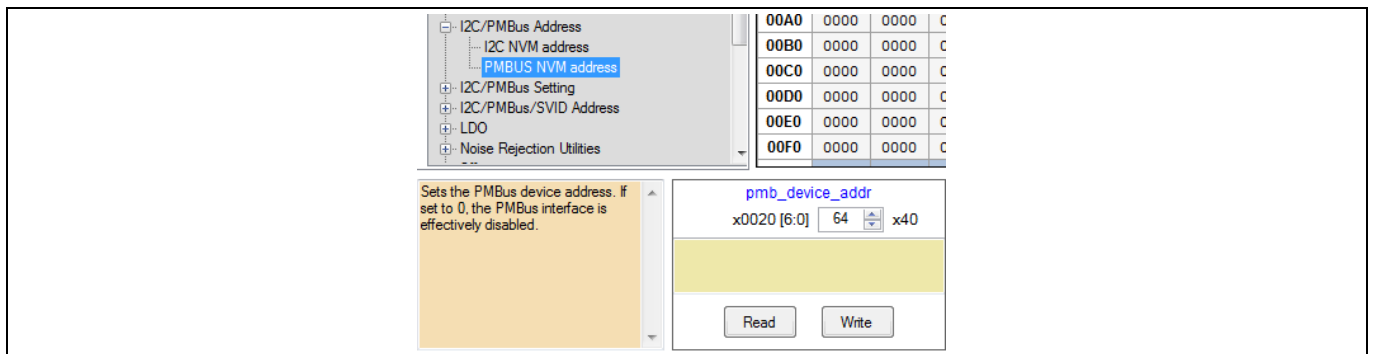 I2C/PMBus Address
I2C NVM address
PMBUS NVM address
I2C/PMBus Setting
I2C/PMBus/SVID Address
LDO
Noise Rejection Utilities
00A0 0000 0000
00B0 0000 0000
00C0 0000 0000
00D0 0000 0000
00E0 0000 0000
00F0 0000 0000
Sets the PMBus device address. If
set to 0, the PMBus interface is
effectively disabled.
pmb_device_addr
x0020 [6:0] 64 x40
Read Write